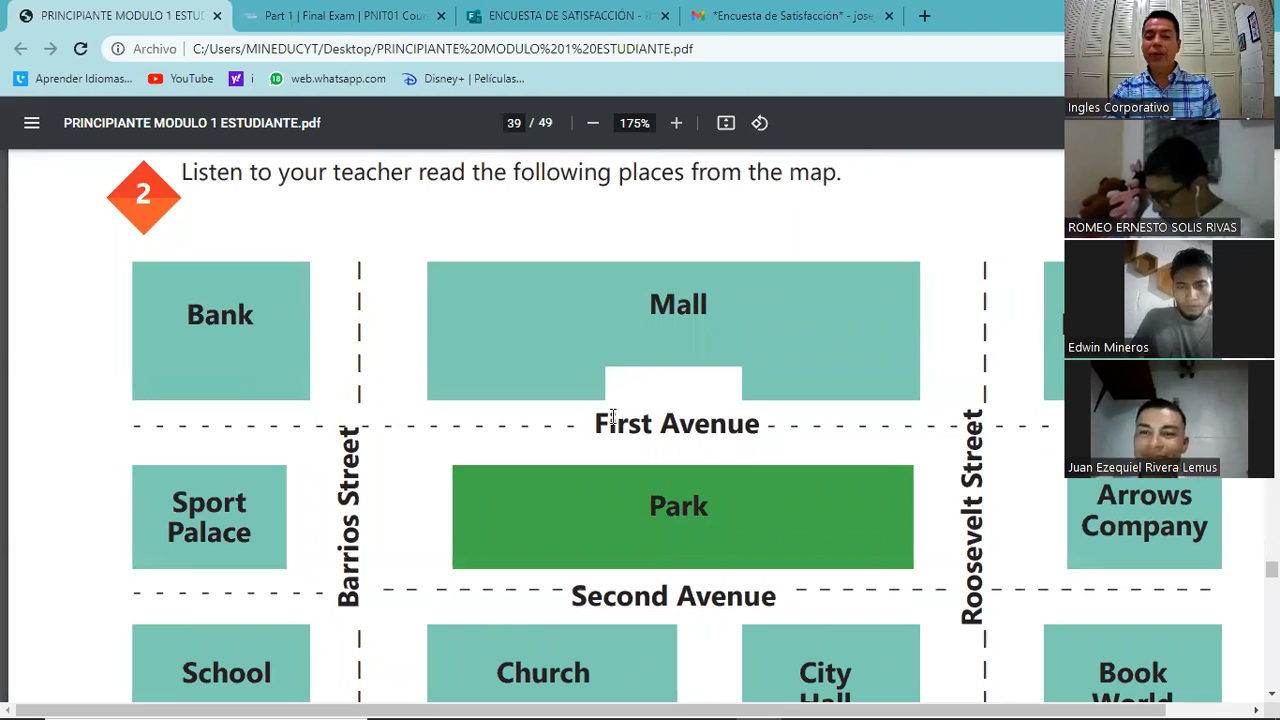 PRINCIPIANTE MODULO 1 ESTUD
Part 1 | Final Exam | PNIT01 Cou
ENCUESTA DE SATISFACCIÓN - 
*Encuesta de Satisfacción* - jose
Archivo
C:/Users/MINEDUCYT/Desktop/PRINCIPIANTE%20MODULO%201%20ESTUDIANTE.pdf
Aprender Idiomas...
YouTube
i
web.whatsapp.com
Disney+ | Películas,...
PRINCIPIANTE MODULO 1 ESTUDIANTE.pdf
39 / 49
175%
2
Listen to your teacher read the following places from the map.
Bank
Mall
First Avenue
Barrios Street
Roosevelt Street
Sport
Palace
Park
Arrows
Company
Second Avenue
School
Church
City
Hall
Book
World
Ingles Corporativo
ROMEO ERNESTO SOLIS RIVAS
Edwin Mineros
Juan Ezequiel Rivera Lemus